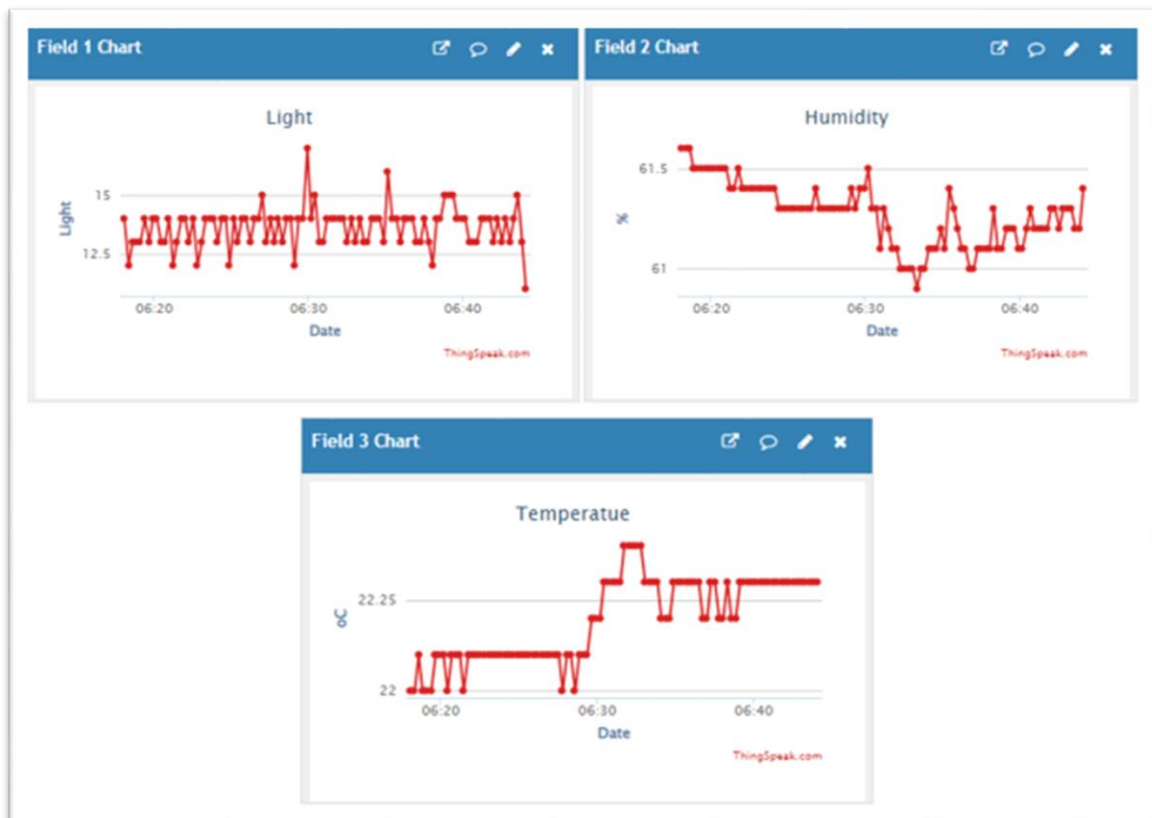 Field 1 Chart
Light
Light
15
12.5
06:20 06:30 06:40
Date
ThingSpeak.com
Field 2 Chart
Humidity
%
61.5
61
06:20 06:30 06:40
Date
ThingSpeak.com
Field 3 Chart
Temperatue
oC
22.25
22
06:20 06:30 06:40
Date
ThingSpeak.com